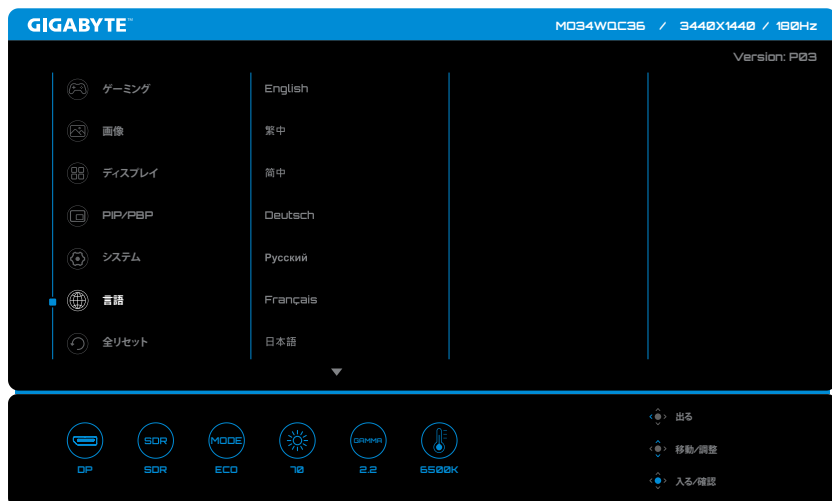 GIGABYTE™
MO34WQC36 / 3440X1440 / 180Hz
Version: P03
ゲーミング
English
画像
繁中
ディスプレイ
简中
PIP/PBP
Deutsch
システム
Русский
言語
Français
全リセット
日本語
出る
SDR
MODE
GAMMA
移動/調整
DP
SDR
ECO
70
2.2
6500K
入る/確認